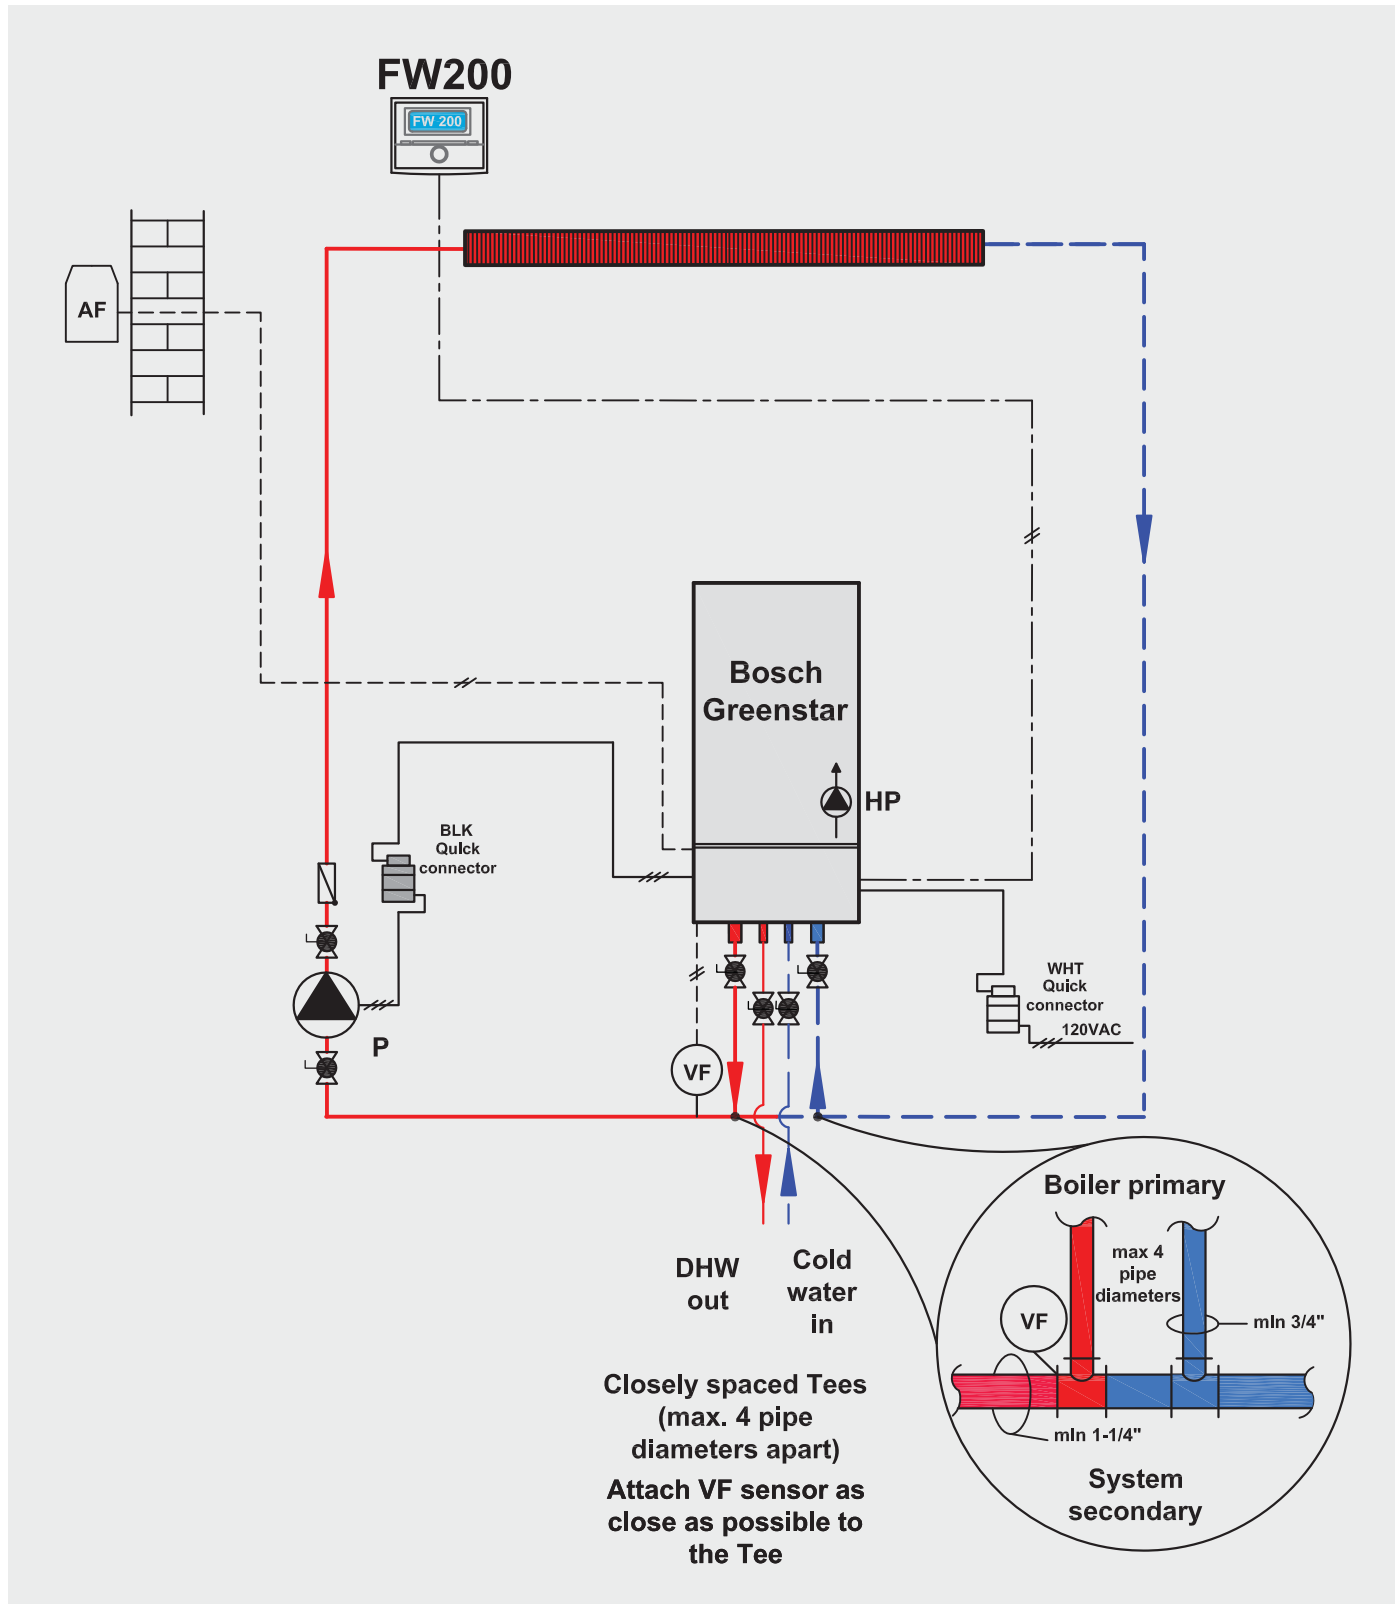 FW200
FW 200
AF
Bosch
Greenstar
HP
BLK
Quick
connector
WHT
Quick
connector
120VAC
P
VF
Boiler primary
max 4
pipe
diameters
VF
mIn 3/4"
mIn 1-1/4"
System
secondary
DHW
out
Cold
water
in
Closely spaced Tees
(max. 4 pipe
diameters apart)
Attach VF sensor as
close as possible to
the Tee